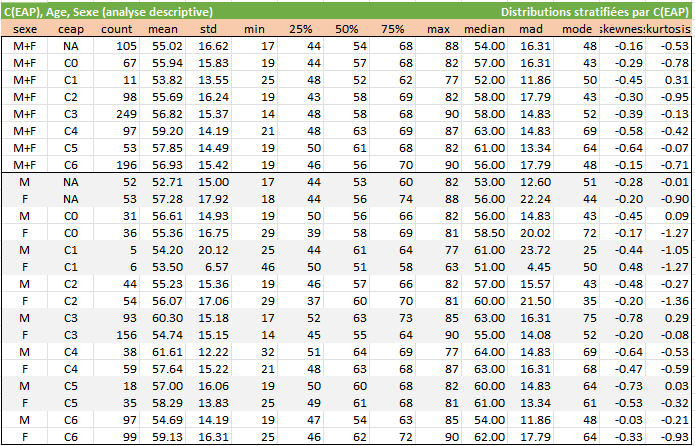 C(EAP), Age, Sexe (analyse descriptive) Distributions stratifiées par C(EAP)
sexe ceap count mean std min 25% 50% 75% max median mad mode skewness kurtosis
M+F NA 105 55.02 16.62 17 44 54 68 88 54.00 16.31 48 -0.16 -0.53
M+F C0 67 55.94 15.83 19 44 57 68 82 57.00 16.31 43 -0.29 -0.78
M+F C1 11 53.82 13.55 25 48 52 62 77 52.00 11.86 50 -0.45 0.31
M+F C2 98 55.69 16.24 19 43 58 69 82 58.00 17.79 43 -0.30 -0.95
M+F C3 249 56.82 15.37 14 48 58 68 90 58.00 14.83 52 -0.39 -0.13
M+F C4 97 59.20 14.19 21 48 63 69 87 63.00 14.83 69 -0.58 -0.42
M+F C5 53 57.85 14.49 19 50 61 68 82 61.00 13.34 64 -0.64 -0.07
M+F C6 196 56.93 15.42 19 46 56 70 90 56.00 17.79 48 -0.15 -0.71
M NA 52 52.71 15.00 17 44 53 60 82 53.00 12.60 51 -0.28 -0.01
F NA 53 57.28 17.92 18 44 56 74 88 56.00 22.24 44 -0.20 -0.90
M C0 31 56.61 14.93 19 50 56 66 82 56.00 14.83 43 -0.45 0.09
F C0 36 55.36 16.75 29 39 58 69 81 58.50 20.02 72 -0.17 -1.27
M C1 5 54.20 20.12 25 44 61 64 77 61.00 23.72 25 -0.44 -1.05
F C1 6 53.50 6.57 46 50 51 58 63 51.00 4.45 50 0.48 -1.27
M C2 44 55.23 15.36 19 46 57 66 82 57.00 15.57 43 -0.48 -0.27
F C2 54 56.07 17.06 29 37 60 70 81 60.00 21.50 35 -0.20 -1.36
M C3 93 60.30 15.18 17 52 63 73 85 63.00 16.31 75 -0.78 0.29
F C3 156 54.74 15.15 14 45 55 64 90 55.00 14.08 52 -0.20 -0.08
M C4 38 61.61 12.22 32 51 64 69 77 64.00 14.83 69 -0.64 -0.53
F C4 59 57.64 15.22 21 48 63 68 87 63.00 16.31 68 -0.47 -0.59
M C5 18 57.00 16.06 19 50 60 68 82 60.00 14.83 64 -0.73 0.03
F C5 35 58.29 13.83 25 49 61 68 81 61.00 13.34 61 -0.53 -0.32
M C6 97 54.69 14.19 19 47 54 63 85 54.00 11.86 48 -0.03 -0.21
F C6 99 59.13 16.31 25 46 62 72 90 62.00 17.79 64 -0.33 -0.93